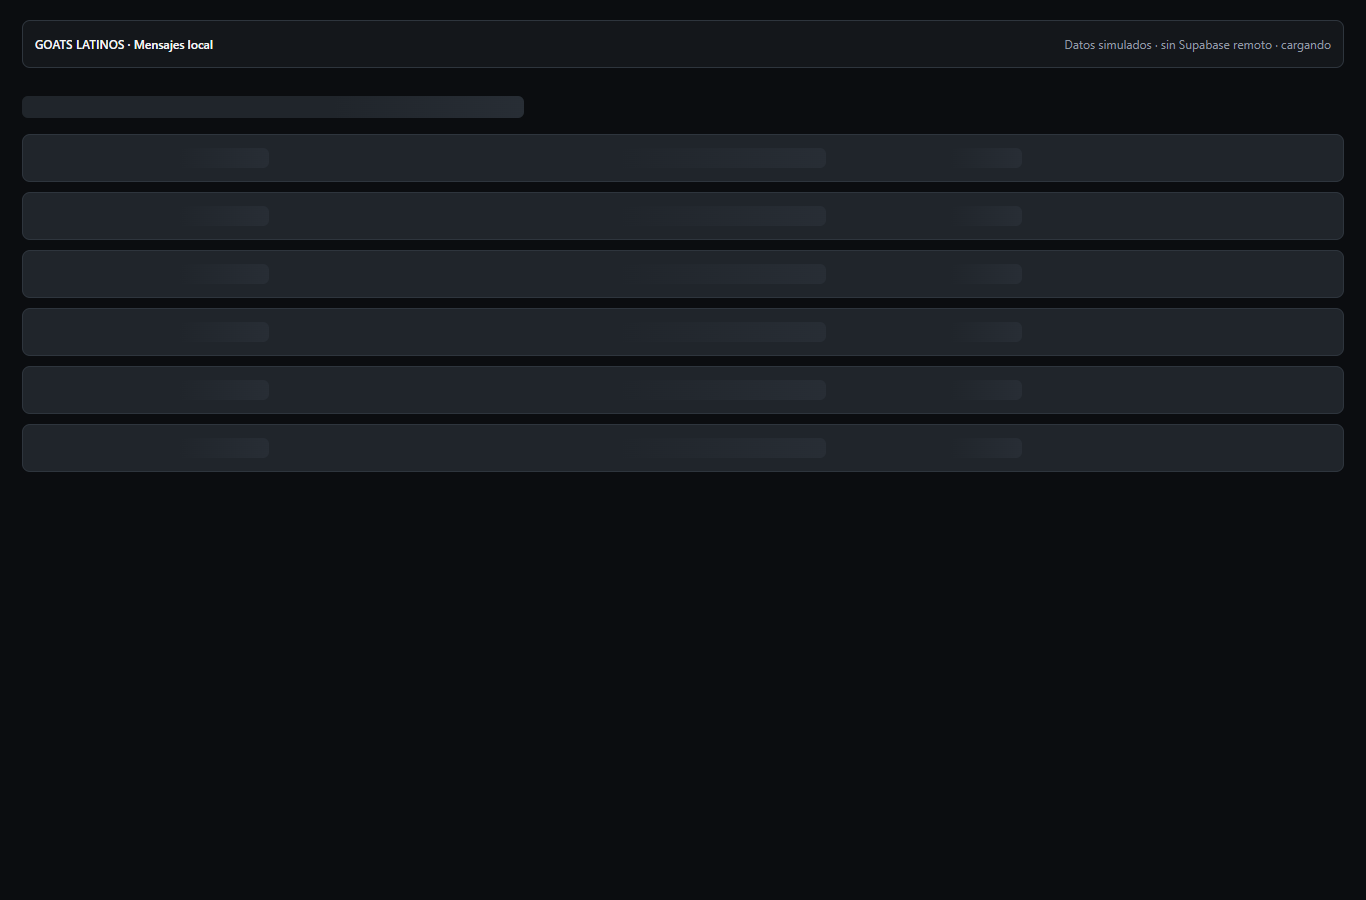 GOATS LATINOS · Mensajes local
Datos simulados · sin Supabase remoto · cargando